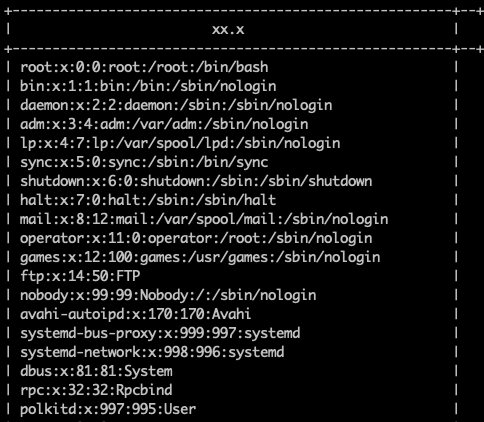 xx.x
root:x:0:0:root:/root:/bin/bash
bin:x:1:1:bin:/bin:/sbin/nologin
daemon:x:2:2:daemon:/sbin:/sbin/nologin
adm:x:3:4:adm:/var/adm:/sbin/nologin
lp:x:4:7:lp:/var/spool/lpd:/sbin/nologin
sync:x:5:0:sync:/sbin:/bin/sync
shutdown:x:6:0:shutdown:/sbin:/sbin/shutdown
halt:x:7:0:halt:/sbin:/sbin/halt
mail:x:8:12:mail:/var/spool/mail:/sbin/nologin
operator:x:11:0:operator:/root:/sbin/nologin
games:x:12:100:games:/usr/games:/sbin/nologin
ftp:x:14:50:FTP
nobody:x:99:99:Nobody:/:/sbin/nologin
avahi-autoipd:x:170:170:Avahi
systemd-bus-proxy:x:999:997:systemd
systemd-network:x:998:996:systemd
dbus:x:81:81:System
rpc:x:32:32:Rpcbind
polkitd:x:997:995:User